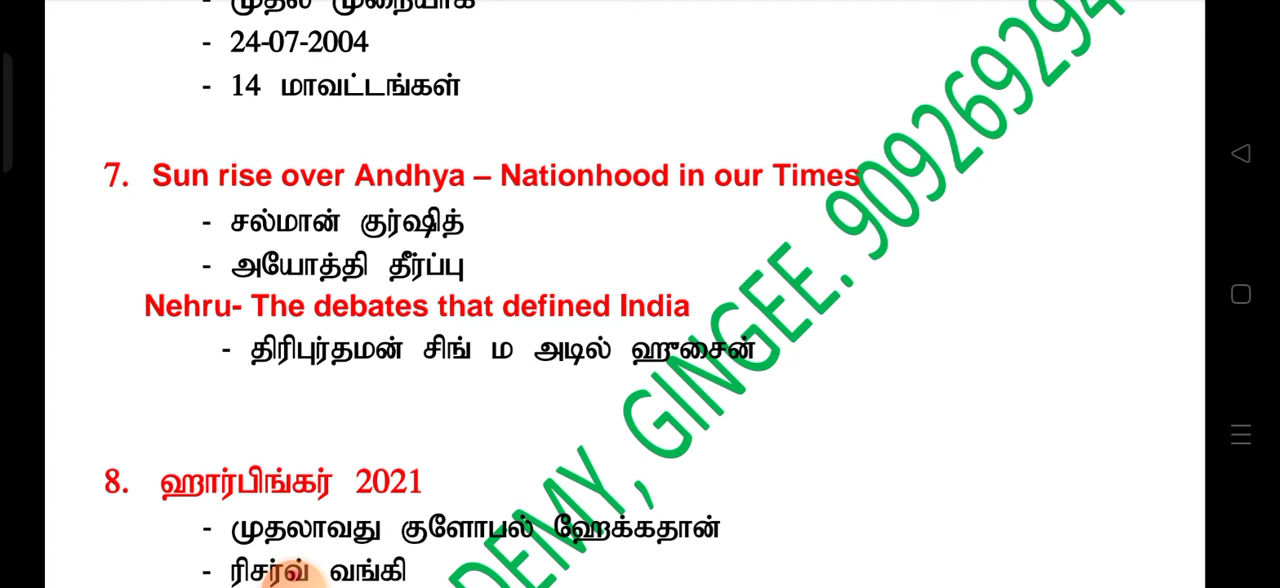 - முதல் முறையாக
- 24-07-2004
- 14 மாவட்டங்கள்
7. Sun rise over Andhya – Nationhood in our Times
- சல்மான் குர்ஷித்
- அயோத்தி தீர்ப்பு
Nehru- The debates that defined India
- திரிபுர்தமன் சிங் ம அடில் ஹுசைன்
8. ஹார்பிங்கர் 2021
- முதலாவது குளோபல் ஹேக்கதான்
- ரிசர்வ் வங்கி
DEMY, GINGEE. 909269294